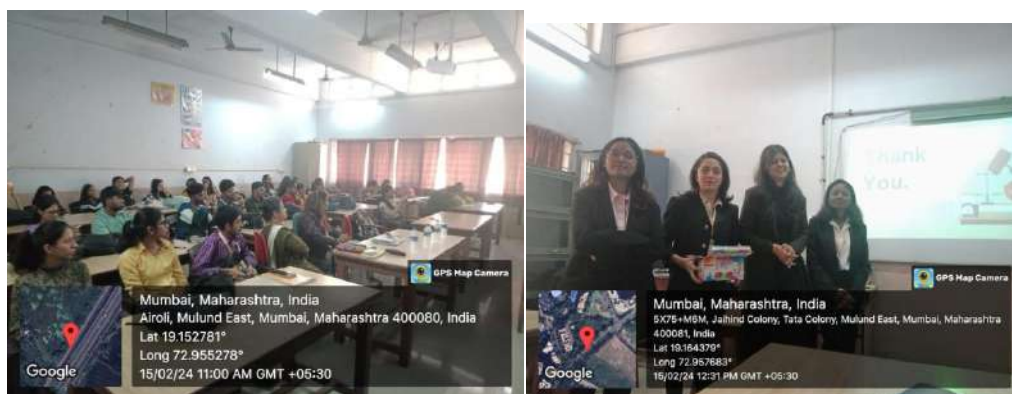 GPS Map Camera
Mumbai, Maharashtra, India
Airoli, Mulund East, Mumbai, Maharashtra 400080, India
Lat 19.152781°
Long 72.955278°
15/02/24 11:00 AM GMT +05:30
Google
Thank
You.
GPS Map Camera
Mumbai, Maharashtra, India
5X75+M6M, Jaihind Colony, Tata Colony, Mulund East, Mumbai, Maharashtra
400081, India
Lat 19.164379°
Long 72.957683°
15/02/24 12:31 PM GMT +05:30
Google